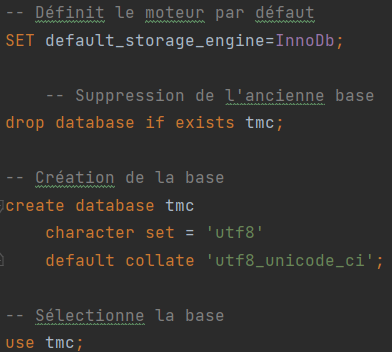 -- Définit le moteur par défaut
SET default_storage_engine=InnoDb;
-- Suppression de l'ancienne base
drop database if exists tmc;
-- Création de la base
create database tmc
character set = 'utf8'
default collate 'utf8_unicode_ci';
-- Sélectionne la base
use tmc;